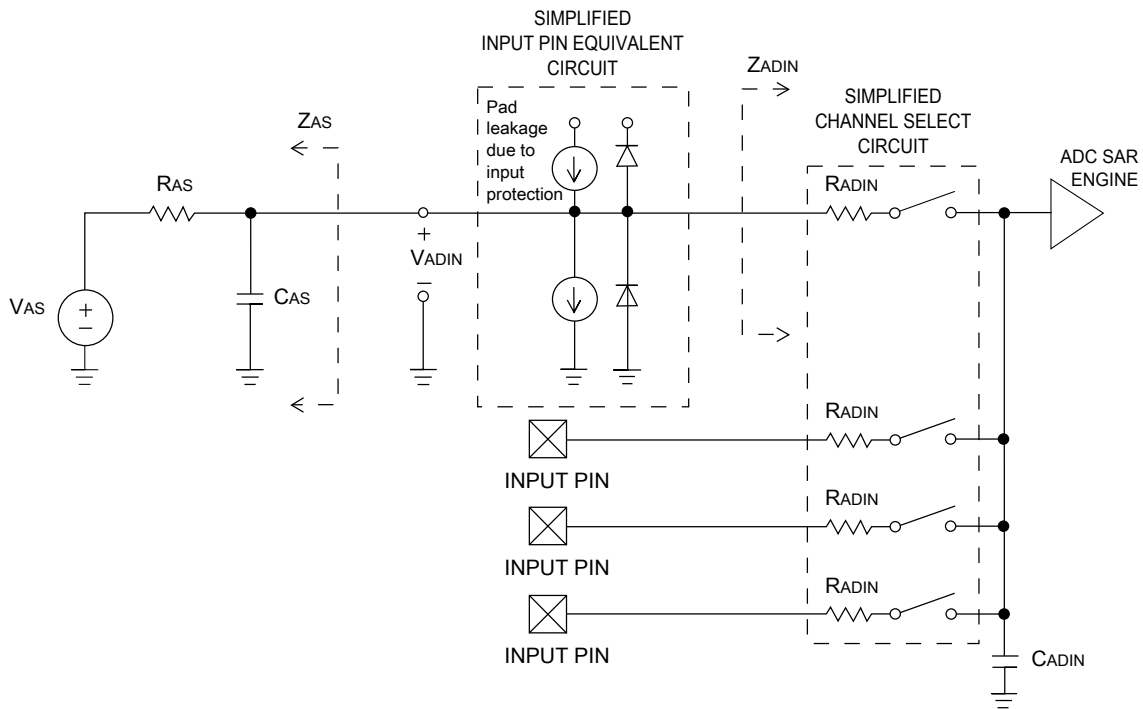 SIMPLIFIED
INPUT PIN EQUIVALENT
CIRCUIT
ZADIN
Pad
leakage
due to
input
protection
SIMPLIFIED
CHANNEL SELECT
CIRCUIT
ZAS
ADC SAR
ENGINE
RAS
RADIN
+
VADIN
–
VAS
+
–
CAS
RADIN
INPUT PIN
RADIN
INPUT PIN
RADIN
INPUT PIN
CADIN